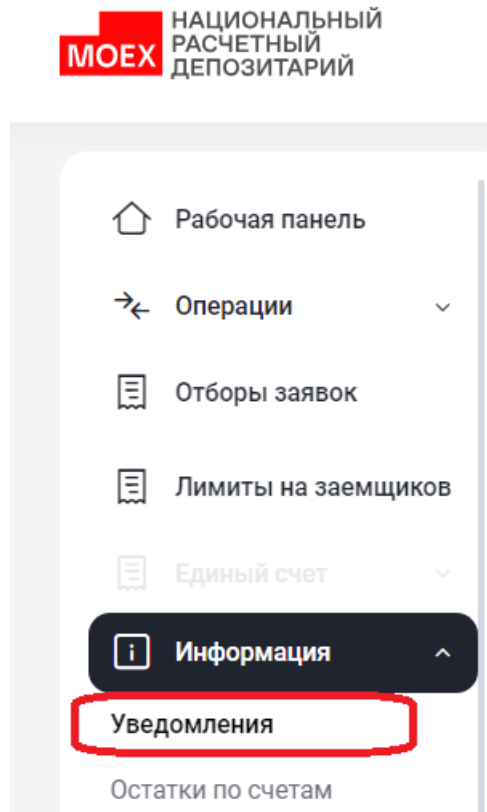 НАЦИОНАЛЬНЫЙ
РАСЧЕТНЫЙ
ДЕПОЗИТАРИЙ
MOEX
Рабочая панель
Операции
Отборы заявок
Лимиты на заемщиков
Единый счет
Информация
Уведомления
Остатки по счетам